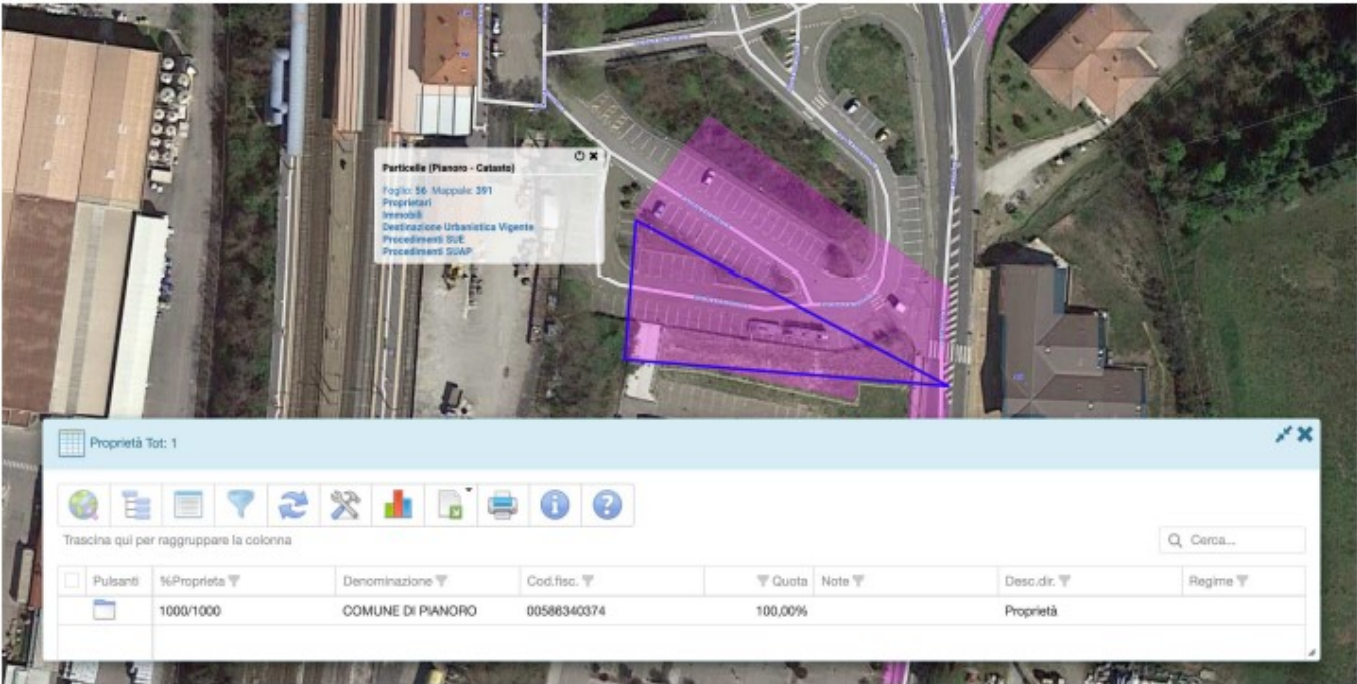 Particelle (Pianoro - Catasto)
Foglio: 56 Mappale: 391
Proprietari
Immobili
Destinazione Urbanistica Vigente
Procedimenti SUE
Procedimenti SUAP
Proprietà Tot: 1
Trascina qui per raggruppare la colonna
Cerca...
Pulsanti %Proprieta Denominazione Cod.fisc. Quota Note Desc.dir. Regime
1000/1000 COMUNE DI PIANORO 00586340374 100,00% Proprietà